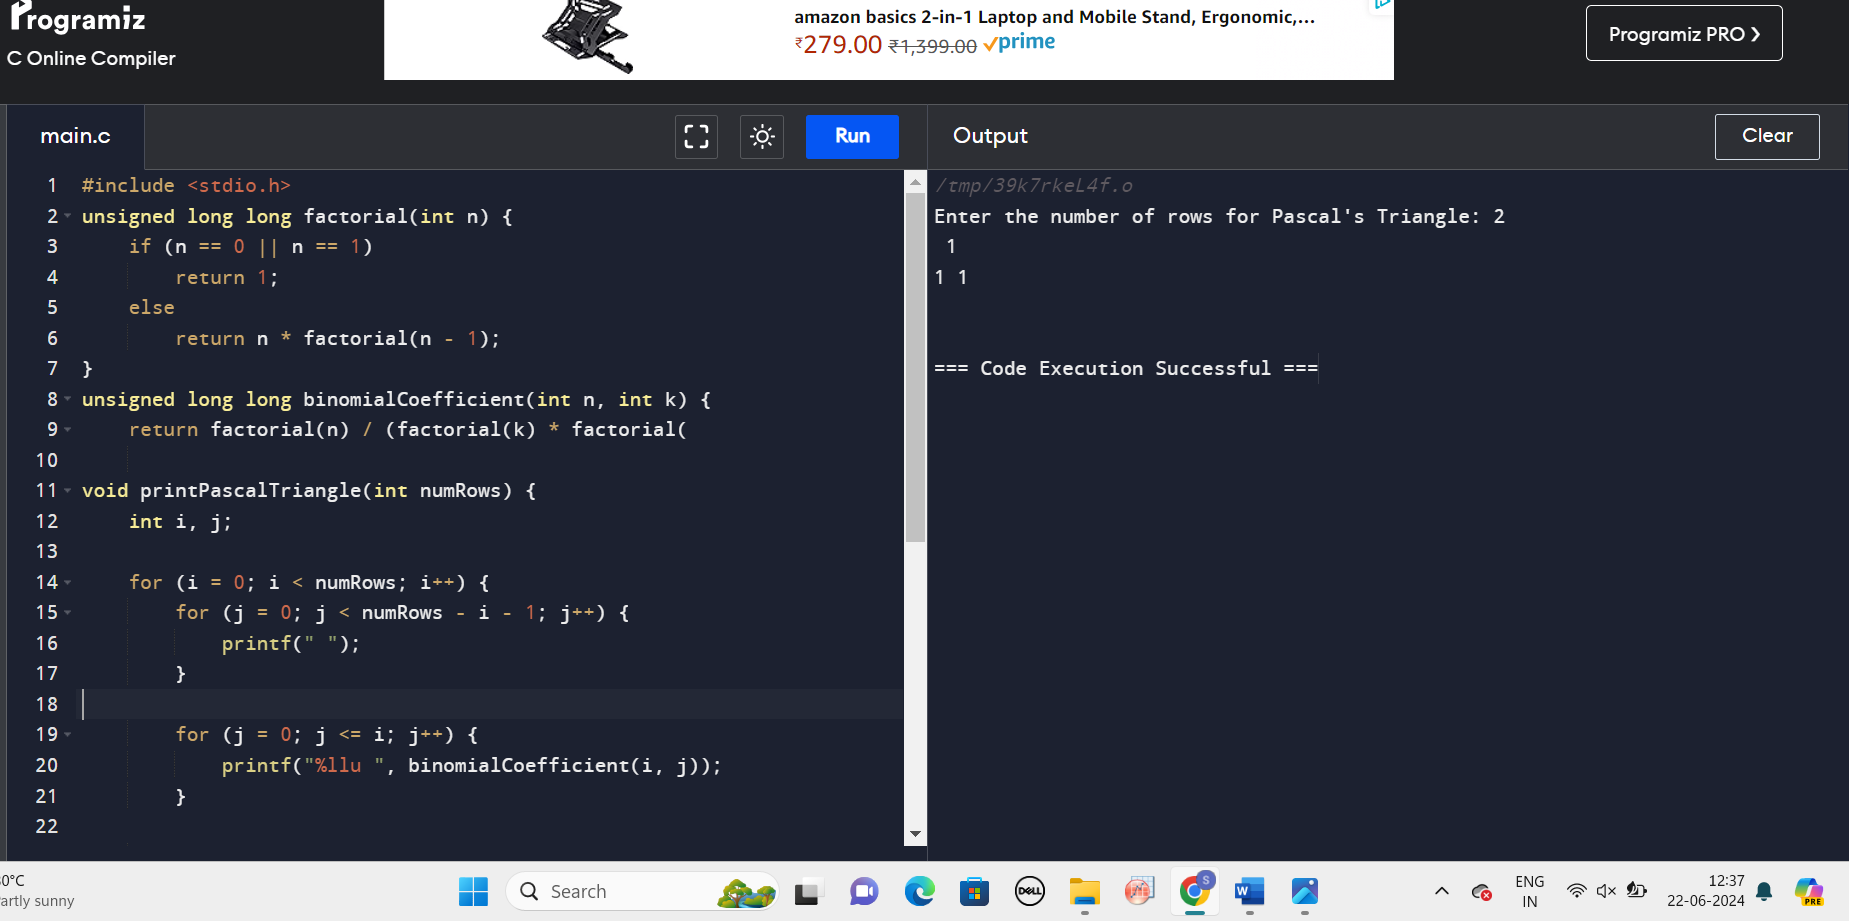 Programiz
C Online Compiler
amazon basics 2-in-1 Laptop and Mobile Stand, Ergonomic,...
₹279.00 ₹1,399.00 prime
Programiz PRO ❯
main.c
Run
Output
Clear
1 #include <stdio.h>
2 unsigned long long factorial(int n) {
3 if (n == 0 || n == 1)
4 return 1;
5 else
6 return n * factorial(n - 1);
7 }
8 unsigned long long binomialCoefficient(int n, int k) {
9 return factorial(n) / (factorial(k) * factorial(
10
11 void printPascalTriangle(int numRows) {
12 int i, j;
13
14 for (i = 0; i < numRows; i++) {
15 for (j = 0; j < numRows - i - 1; j++) {
16 printf(" ");
17 }
18
19 for (j = 0; j <= i; j++) {
20 printf("%llu ", binomialCoefficient(i, j));
21 }
22
/tmp/39k7rkeL4f.o
Enter the number of rows for Pascal's Triangle: 2
1
1 1
=== Code Execution Successful ===
0°C
artly sunny
Search
DELL
S
W
ENG
IN
12:37
22-06-2024
PRE